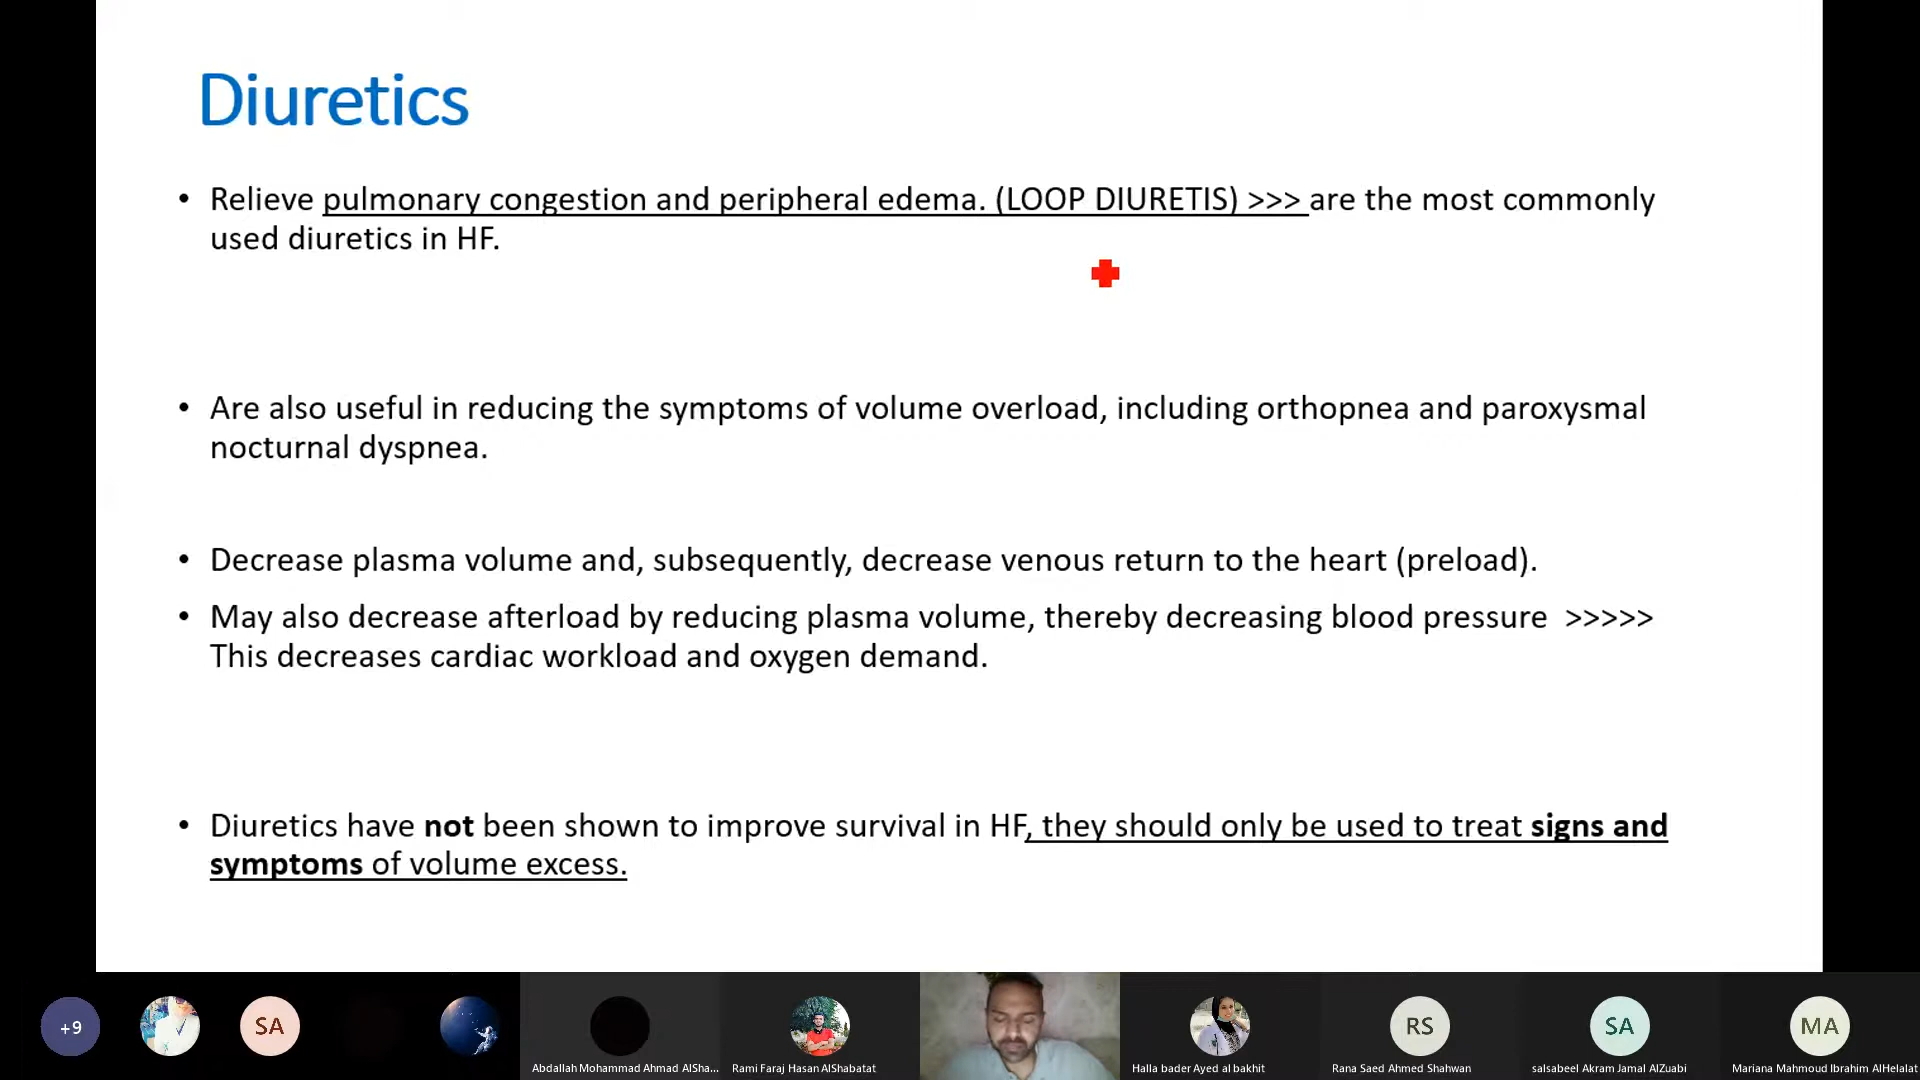 Diuretics
• Relieve pulmonary congestion and peripheral edema. (LOOP DIURETIS) >>> are the most commonly
used diuretics in HF.
• Are also useful in reducing the symptoms of volume overload, including orthopnea and paroxysmal
nocturnal dyspnea.
• Decrease plasma volume and, subsequently, decrease venous return to the heart (preload).
• May also decrease afterload by reducing plasma volume, thereby decreasing blood pressure >>>>>
This decreases cardiac workload and oxygen demand.
• Diuretics have not been shown to improve survival in HF, they should only be used to treat signs and
symptoms of volume excess.
+9
SA
RS
SA
MA
Abdallah Mohammad Ahmad AlSha...
Rami Faraj Hasan AlShabatat
Halla bader Ayed al bakhit
Rana Saed Ahmed Shahwan
salsabeel Akram Jamal AlZuabi
Mariana Mahmoud Ibrahim AlHelalat